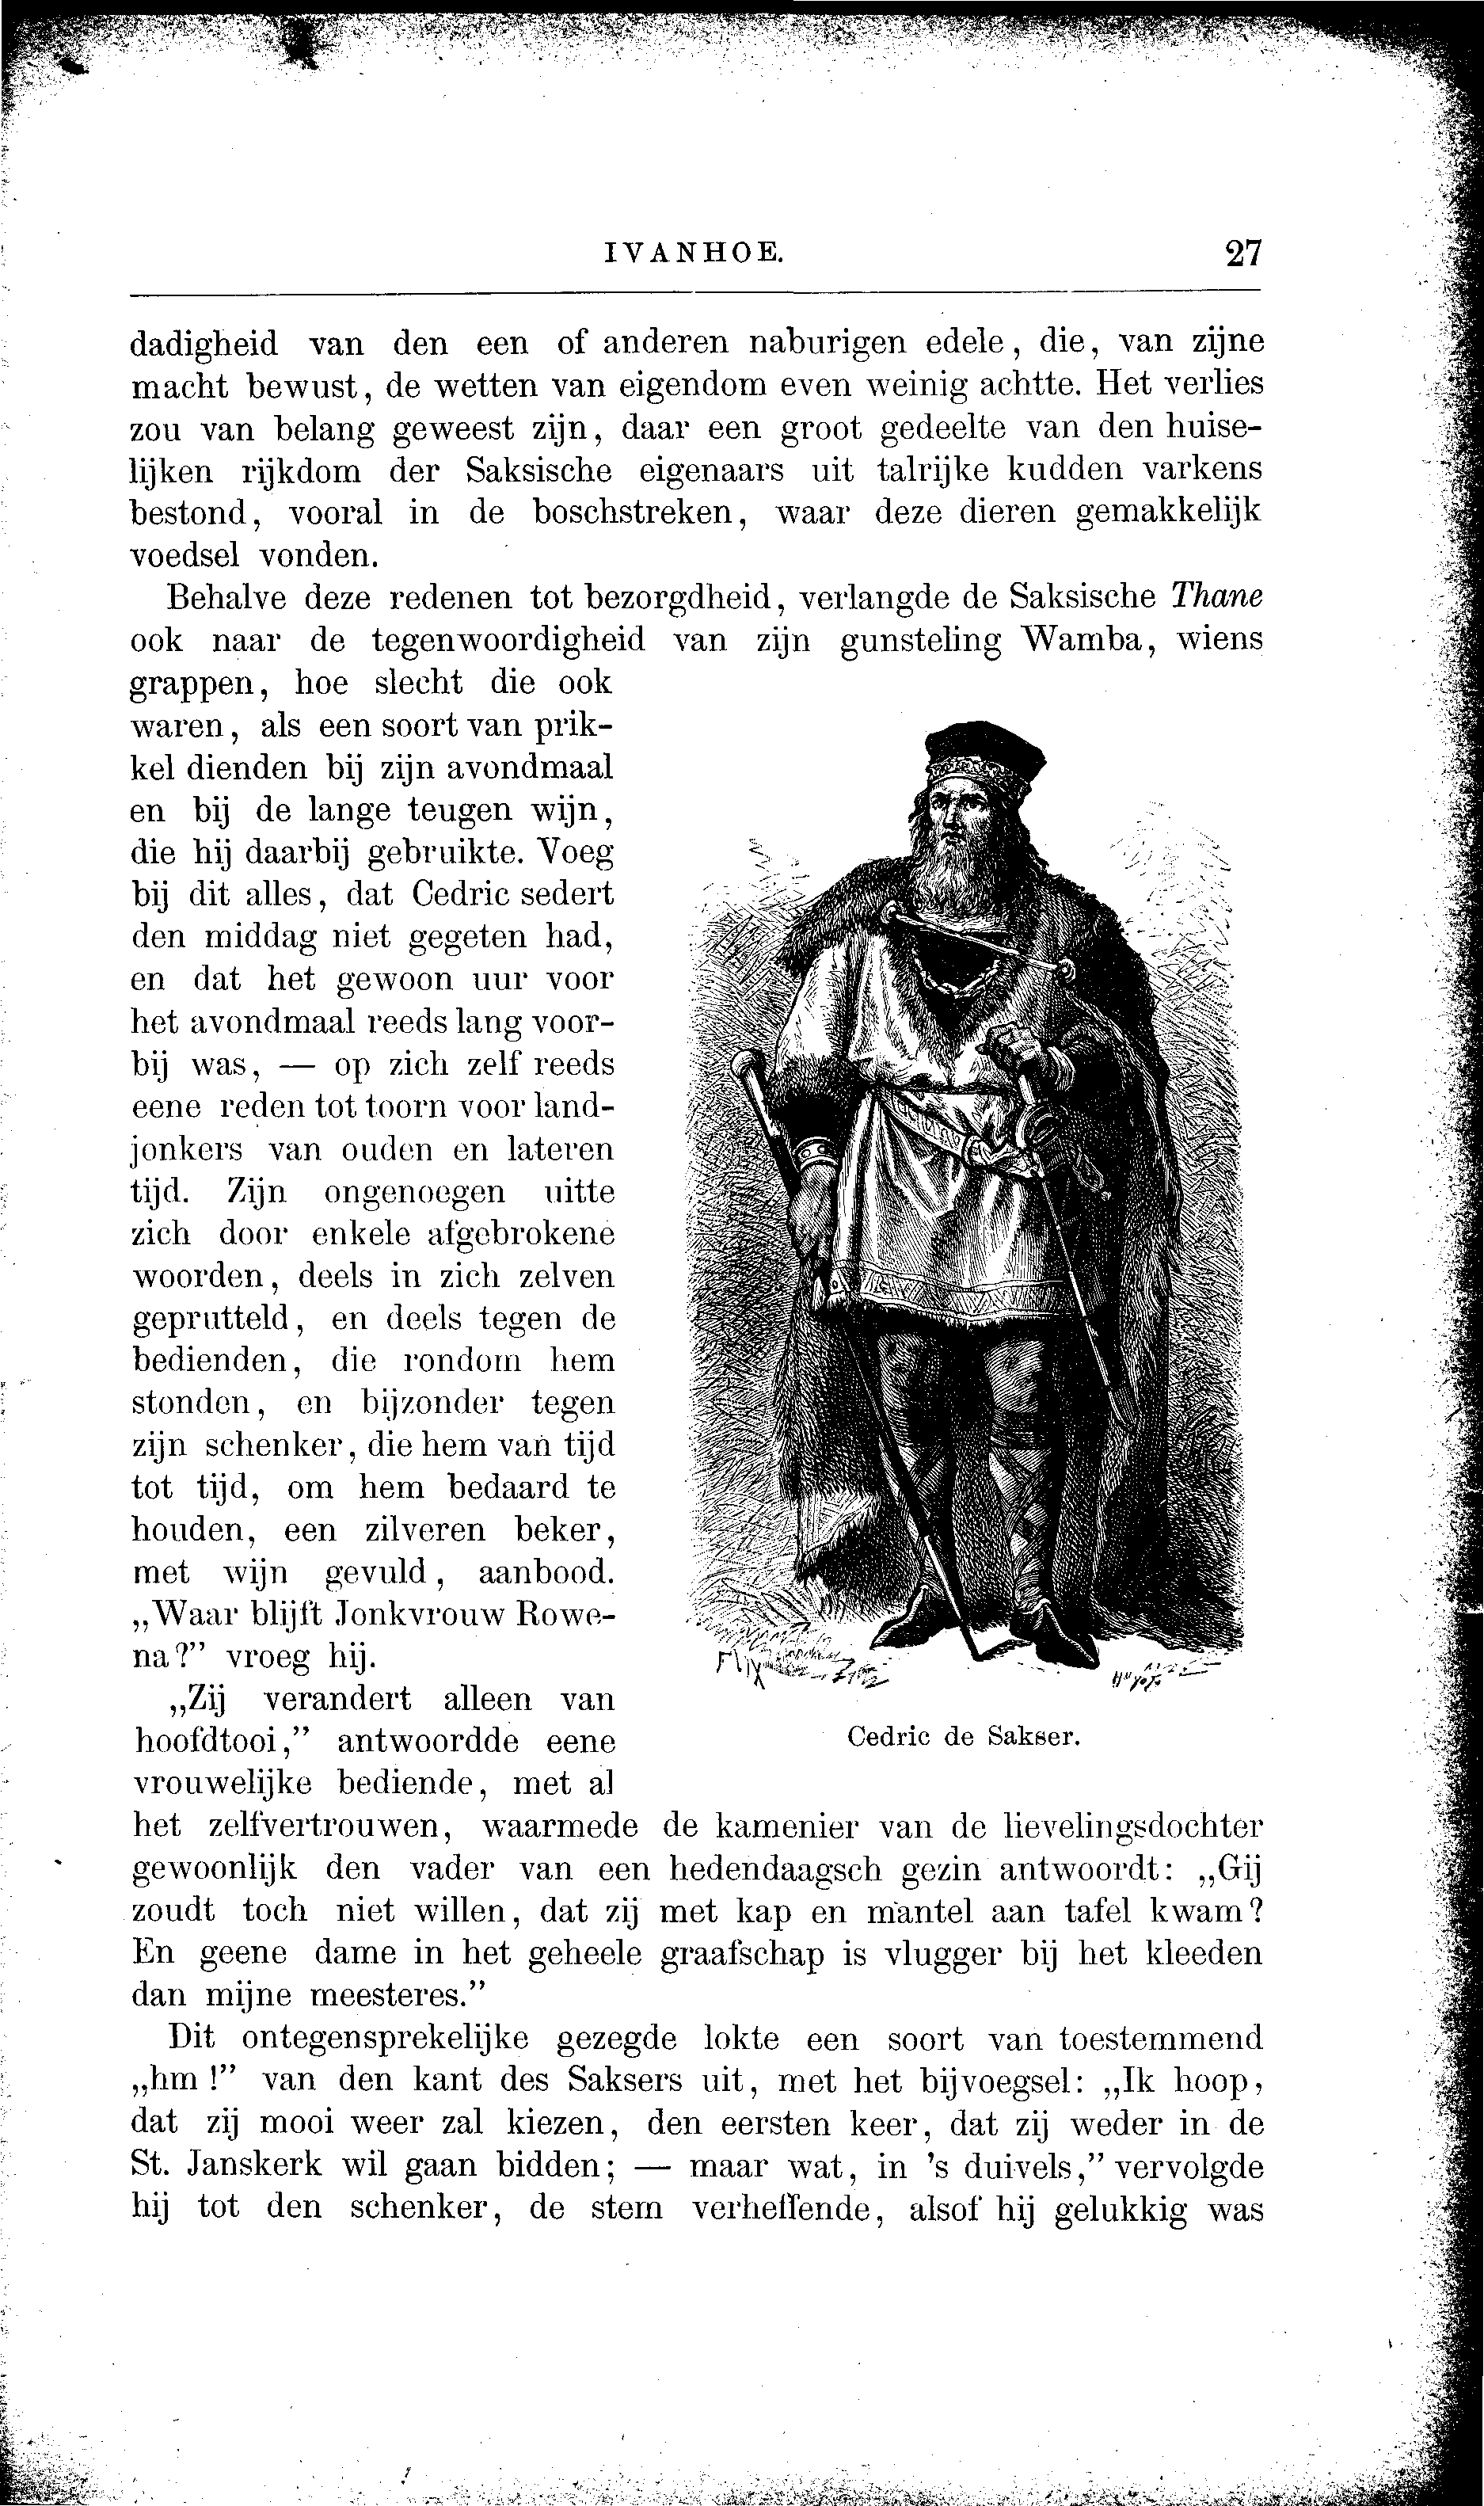 IVANHOE. 27
dadigheid van den een of anderen naburigen edele, die, van zijne
macht bewust, de wetten van eigendom even weinig achtte. Het verlies
zou van belang geweest zijn, daar een groot gedeelte van den huise-
lijken rijkdom der Saksische eigenaars uit talrijke kudden varkens
bestond, vooral in de boschstreken, waar deze dieren gemakkelijk
voedsel vonden.
Behalve deze redenen tot bezorgdheid, verlangde de Saksische Thane
ook naar de tegenwoordigheid van zijn gunsteling Wamba, wiens
grappen, hoe slecht die ook
waren, als een soort van prik-
kel dienden bij zijn avondmaal
en bij de lange teugen wijn,
die hij daarbij gebruikte. Voeg
bij dit alles, dat Cedric sedert
den middag niet gegeten had,
en dat het gewoon uur voor
het avondmaal reeds lang voor-
bij was, — op zich zelf reeds
eene reden tot toorn voor land-
jonkers van ouden en lateren
tijd. Zijn ongenoegen uitte
zich door enkele afgebrokene
woorden, deels in zich zelven
geprutteld, en deels tegen de
bedienden, die rondom hem
stonden, en bijzonder tegen
zijn schenker, die hem van tijd
tot tijd, om hem bedaard te
houden, een zilveren beker,
met wijn gevuld, aanbood.
„Waar blijft Jonkvrouw Rowe-
na?” vroeg hij.
„Zij verandert alleen van
hoofdtooi,” antwoordde eene
vrouwelijke bediende, met al
Cedric de Sakser.
het zelfvertrouwen, waarmede de kamenier van de lievelingsdochter
gewoonlijk den vader van een hedendaagsch gezin antwoordt: „Gij
zoudt toch niet willen, dat zij met kap en mantel aan tafel kwam?
En geene dame in het geheele graafschap is vlugger bij het kleeden
dan mijne meesteres.”
Dit ontegensprekelijke gezegde lokte een soort van toestemmend
„hm!” van den kant des Saksers uit, met het bijvoegsel: „Ik hoop,
dat zij mooi weer zal kiezen, den eersten keer, dat zij weder in de
St. Janskerk wil gaan bidden; — maar wat, in 's duivels,” vervolgde
hij tot den schenker, de stem verheffende, alsof hij gelukkig was